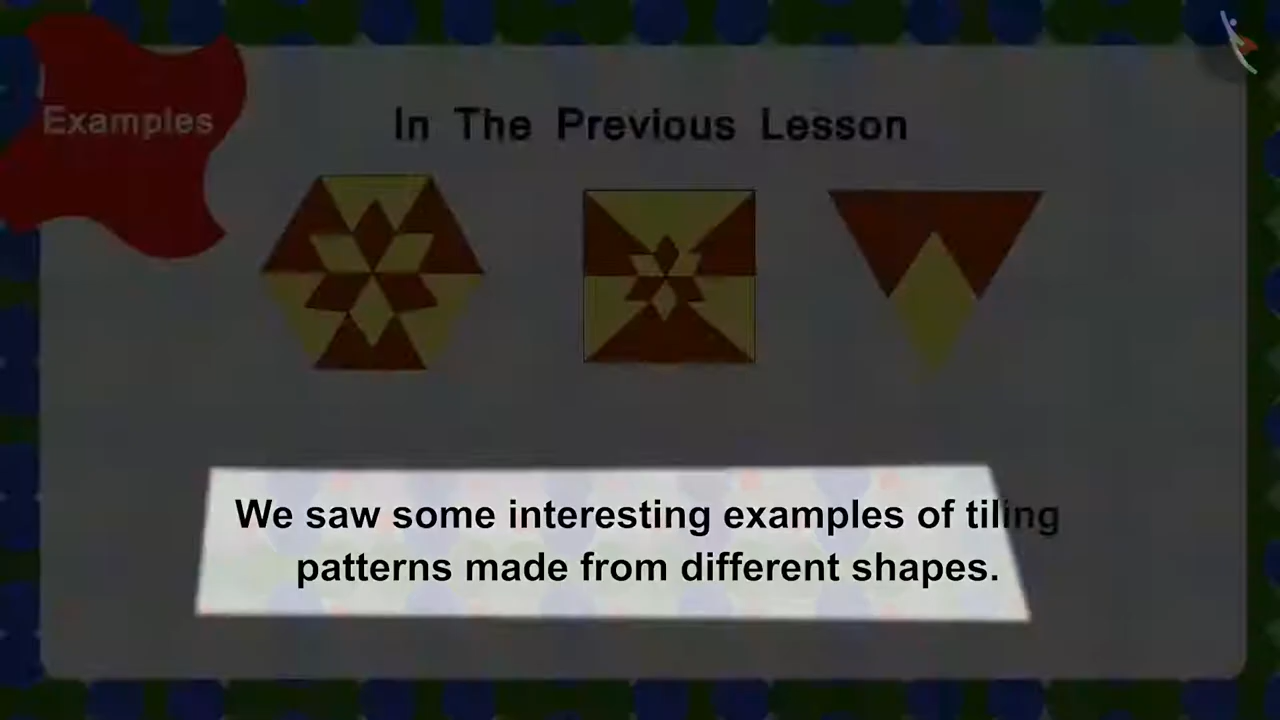 Examples
In The Previous Lesson
We saw some interesting examples of tiling
patterns made from different shapes.